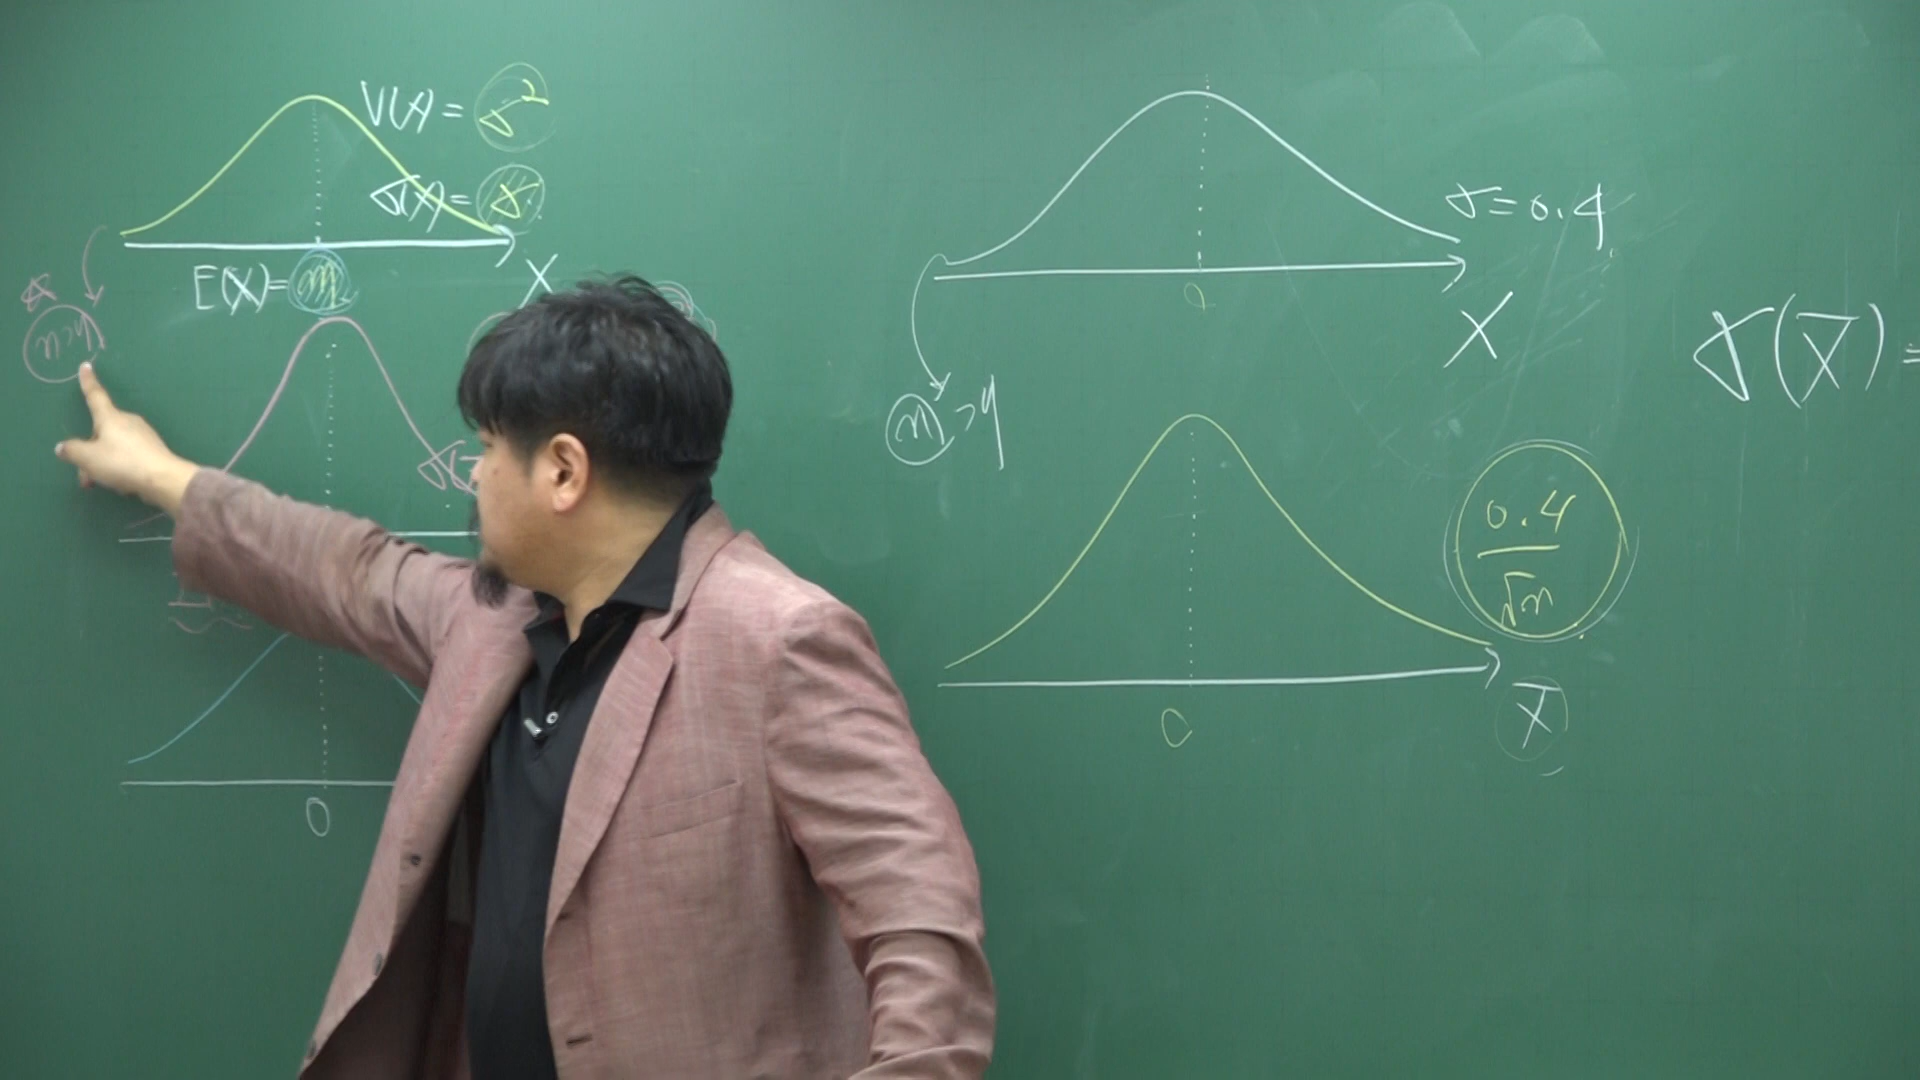 V(X) = σ²
σ(X) = σ
E(X) = m
X
n개
0
σ = 0.4
0
X
n개
σ(X̄) =
0.4/√n
0
X̄